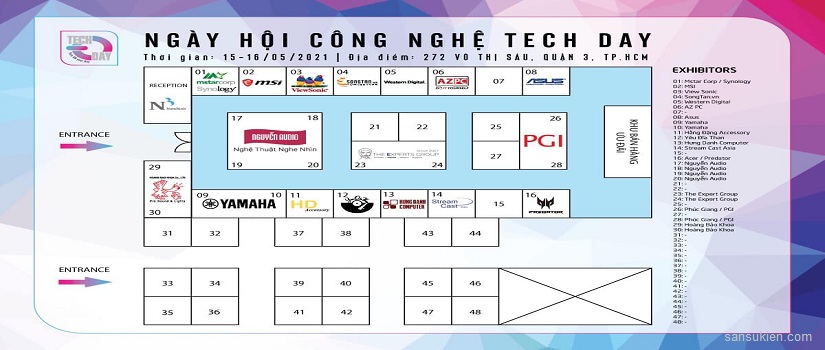 TECH
DAY
NGÀY HỘI CÔNG NGHỆ TECH DAY
Thời gian: 15-16/05/2021 | Địa điểm: 272 VÕ THỊ SÁU, QUẬN 3, TP.HCM
RECEPTION
01
mstarcorp
Synology
02
msi
03
ViewSonic
04
SONGTAN
05
Western Digital
06
AZPC
07
08
ASUS
ENTRANCE
17
18
NGUYỄN AUDIO
Nghệ Thuật Nghe Nhìn
19
20
21
22
THE EXPERTS GROUP
23
24
25
PGI
27
26
28
KHU BÁN HÀNG
ƯU ĐÃI
29
Pro Sound & Lights
30
09
YAMAHA
10
11
HD
Accessory
12
13
HUNG DANH
COMPUTER
14
Stream
Cast
15
16
PREDATOR
31
32
37
38
43
44
ENTRANCE
33
34
39
40
45
46
35
36
41
42
47
48
EXHIBITORS
01: Mstar Corp / Synology
02: MSI
03: View Sonic
04: SongTan.vn
05: Western Digital
06: AZ PC
07: -
08: Asus
09: Yamaha
10: Yamaha
11: Hằng Đặng Accessory
12: Yêu Đĩa Than
13: Hung Danh Computer
14: Stream Cast Asia
15: -
16: Acer / Predator
17: Nguyễn Audio
18: Nguyễn Audio
19: Nguyễn Audio
20: Nguyễn Audio
21: -
22: -
23: The Expert Group
24: The Expert Group
25: -
26: Phúc Giang / PGI
27: -
28: Phúc Giang / PGI
29: Hoàng Bảo Khoa
30: Hoàng Bảo Khoa
31: -
32: -
33: -
34: -
35: -
36: -
37: -
38: -
39: -
40: -
41: -
42: -
43: -
44: -
45: -
46: -
47: -
48: -
sansukien.com